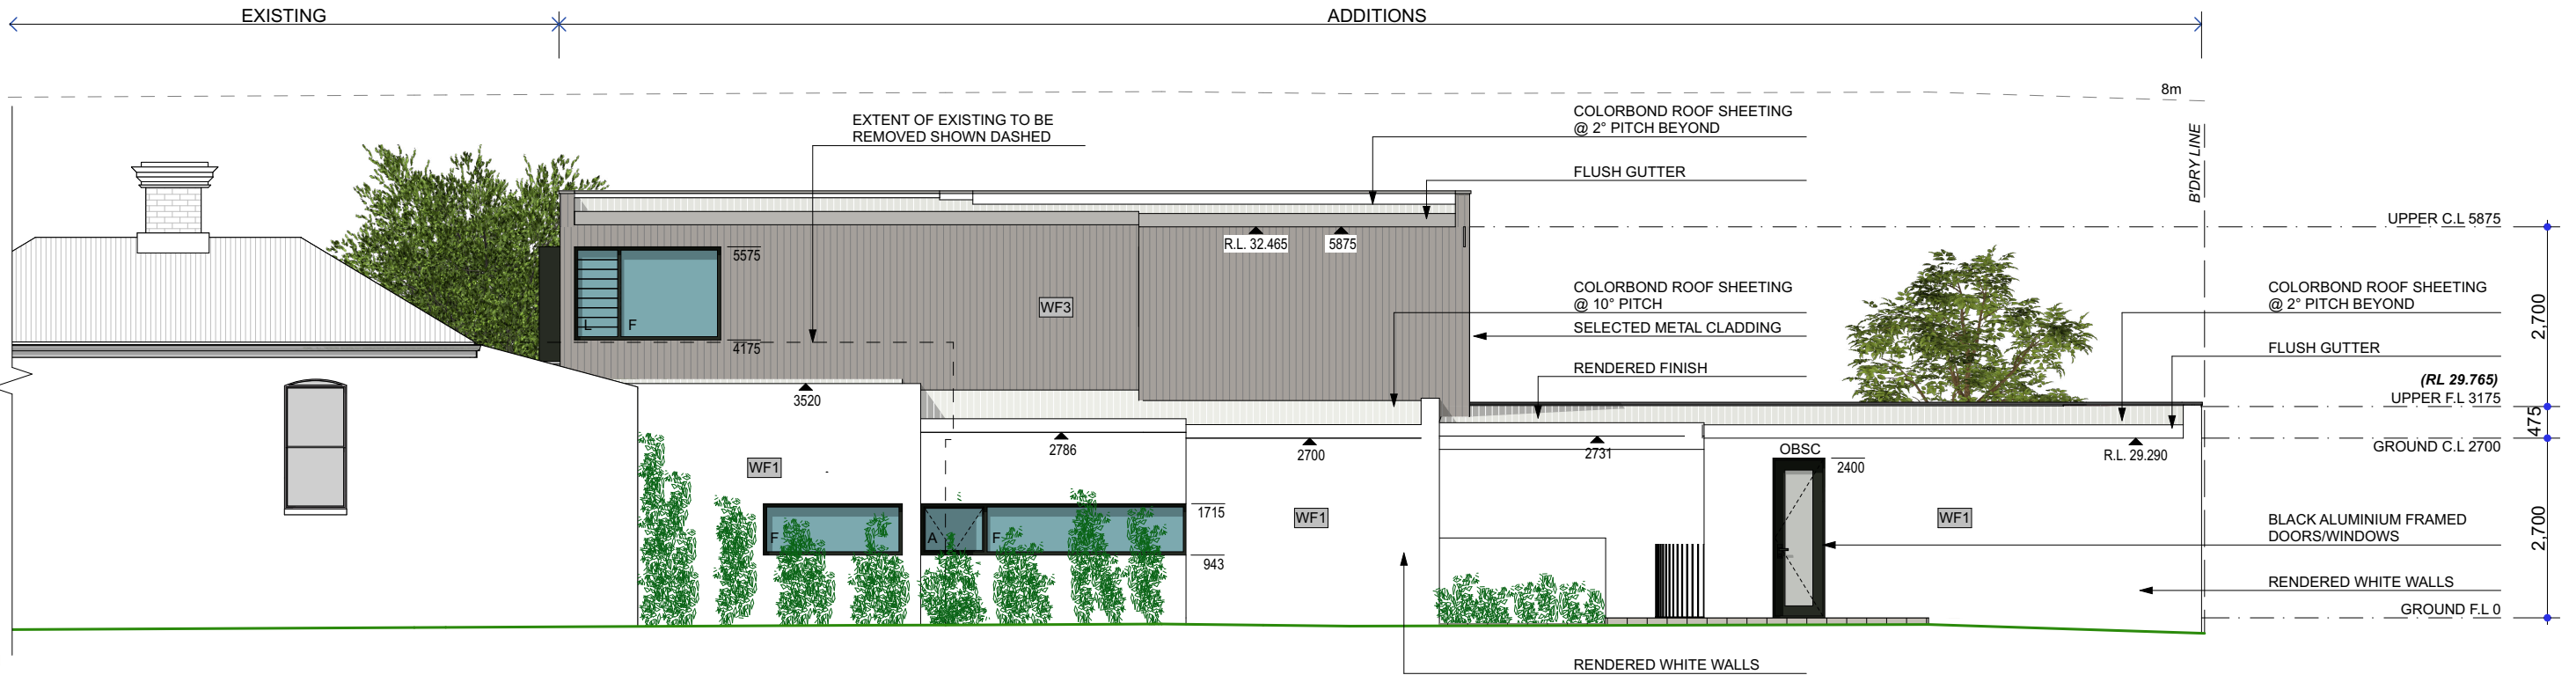 EXISTING
ADDITIONS
8m
B'DRY LINE
EXTENT OF EXISTING TO BE
REMOVED SHOWN DASHED
COLORBOND ROOF SHEETING
@ 2° PITCH BEYOND
FLUSH GUTTER
UPPER C.L 5875
R.L. 32.465
5875
5575
L
F
4175
WF3
COLORBOND ROOF SHEETING
@ 10° PITCH
SELECTED METAL CLADDING
RENDERED FINISH
COLORBOND ROOF SHEETING
@ 2° PITCH BEYOND
FLUSH GUTTER
2,700
(RL 29.765)
UPPER F.L 3175
475
GROUND C.L 2700
3520
2786
2700
2731
OBSC
2400
R.L. 29.290
WF1
F
A
F
1715
943
WF1
WF1
BLACK ALUMINIUM FRAMED
DOORS/WINDOWS
2,700
RENDERED WHITE WALLS
GROUND F.L 0
RENDERED WHITE WALLS